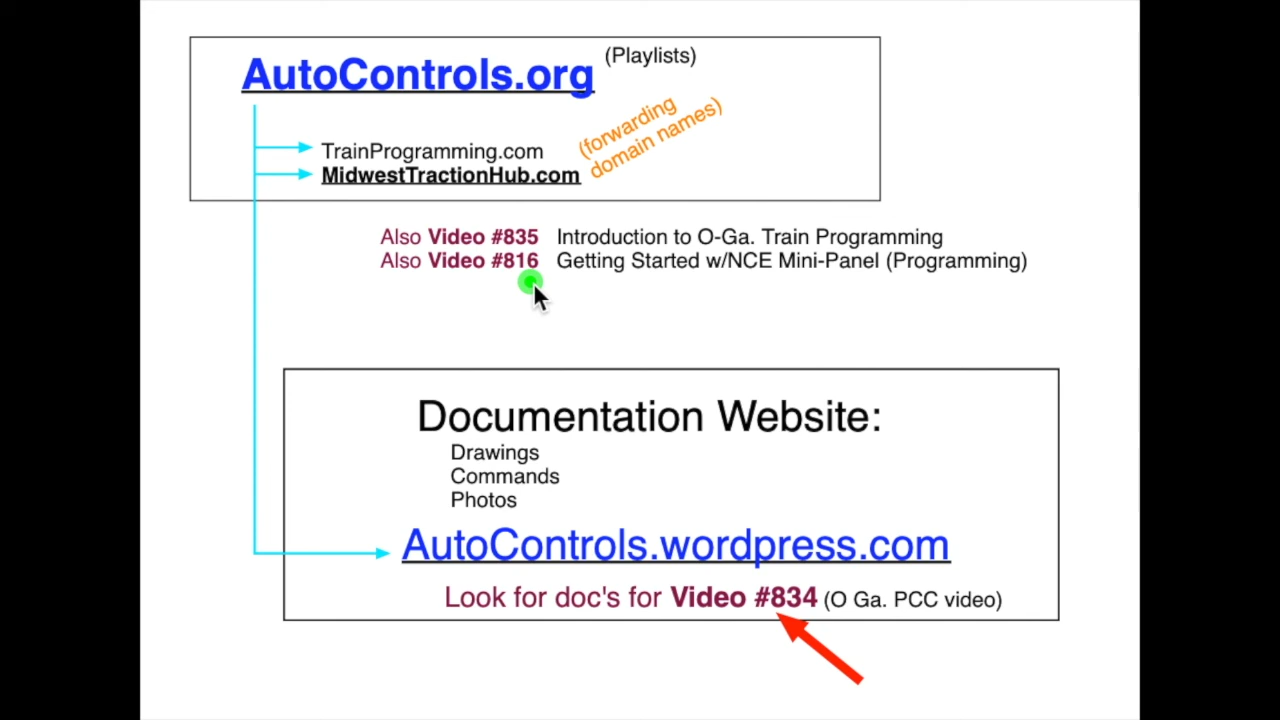 AutoControls.org (Playlists)
(forwarding
domain names)
TrainProgramming.com
MidwestTractionHub.com
Also Video #835 Introduction to O-Ga. Train Programming
Also Video #816 Getting Started w/NCE Mini-Panel (Programming)
Documentation Website:
Drawings
Commands
Photos
AutoControls.wordpress.com
Look for doc's for Video #834 (O Ga. PCC video)